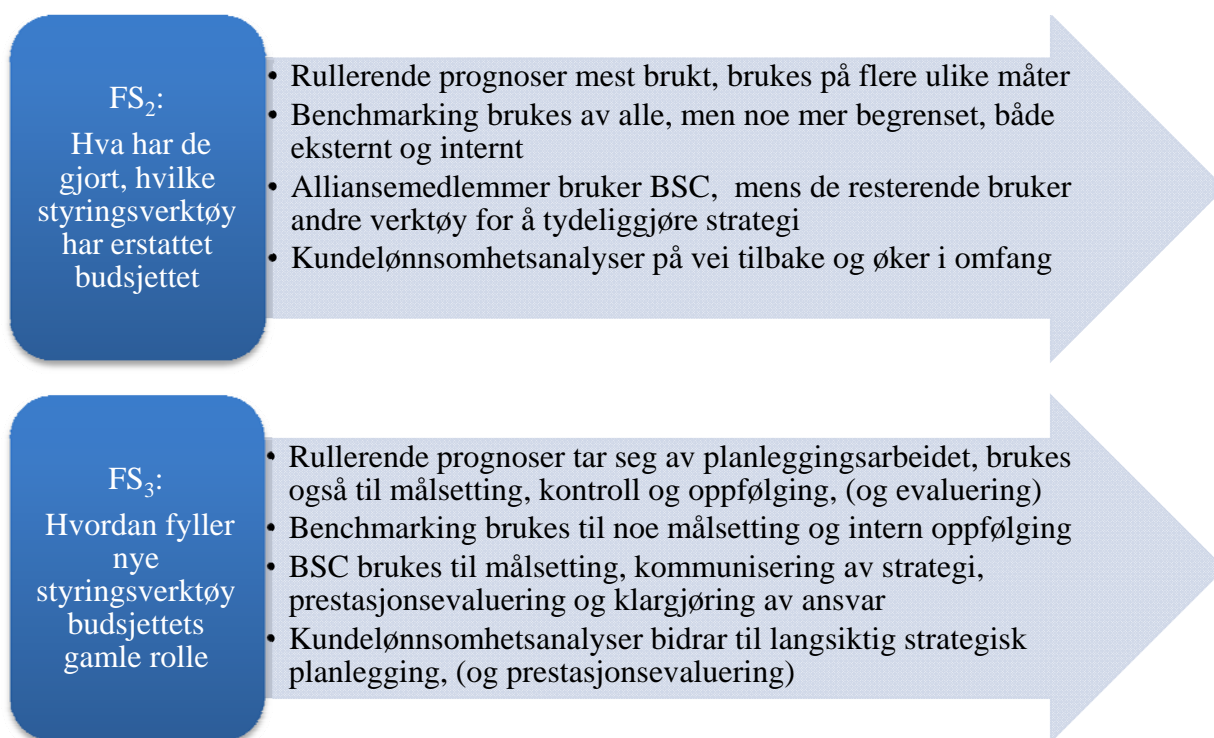 FS₂:
Hva har de
gjort, hvilke
styringsverktøy
har erstattet
budsjettet
• Rullerende prognoser mest brukt, brukes på flere ulike måter
• Benchmarking brukes av alle, men noe mer begrenset, både
eksternt og internt
• Alliansemedlemmer bruker BSC, mens de resterende bruker
andre verktøy for å tydeliggjøre strategi
• Kundelønnsomhetsanalyser på vei tilbake og øker i omfang
FS₃:
Hvordan fyller
nye
styringsverktøy
budsjettets
gamle rolle
• Rullerende prognoser tar seg av planleggingsarbeidet, brukes
også til målsetting, kontroll og oppfølging, (og evaluering)
• Benchmarking brukes til noe målsetting og intern oppfølging
• BSC brukes til målsetting, kommunisering av strategi,
prestasjonsevaluering og klargjøring av ansvar
• Kundelønnsomhetsanalyser bidrar til langsiktig strategisk
planlegging, (og prestasjonsevaluering)